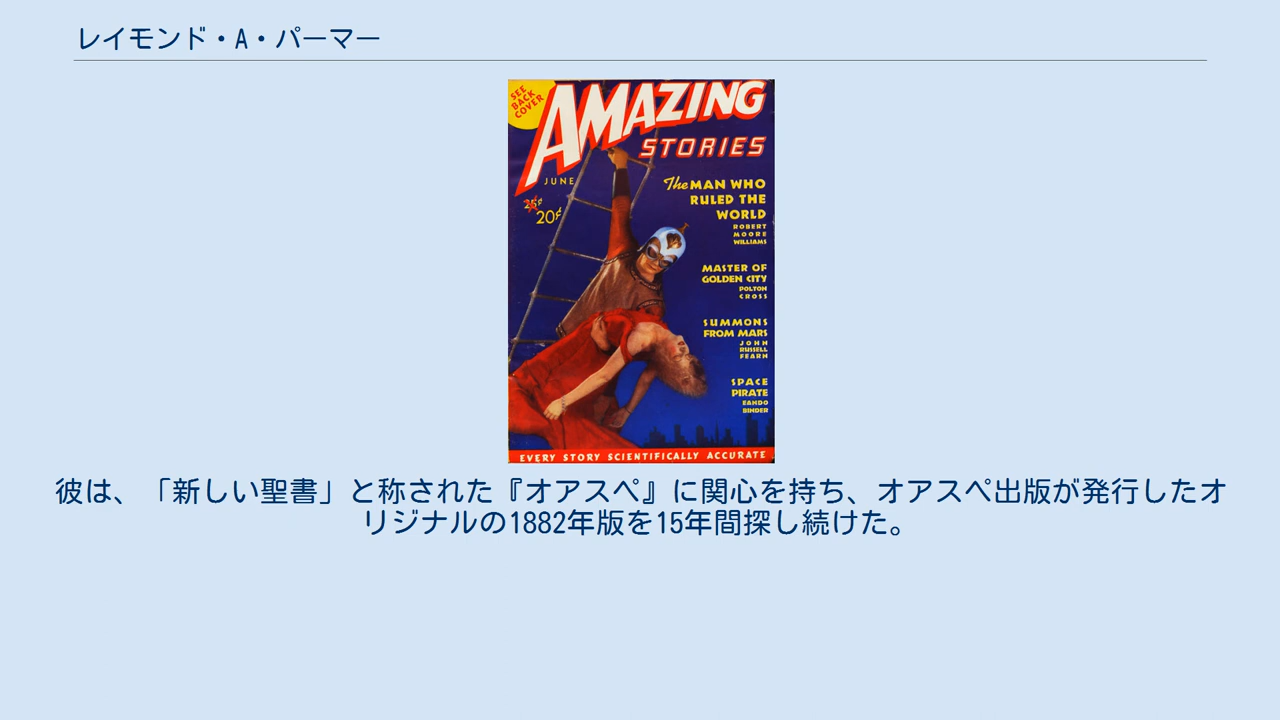 レイモンド・A・パーマー
SEE
BACK
COVER
AMAZING
STORIES
JUNE
25¢
20¢
The MAN WHO
RULED THE
WORLD
ROBERT
MOORE
WILLIAMS
MASTER OF
GOLDEN CITY
POLTON
CROSS
SUMMONS
FROM MARS
JOHN
RUSSELL
FEARN
SPACE
PIRATE
EANDO
BINDER
EVERY STORY SCIENTIFICALLY ACCURATE
彼は、「新しい聖書」と称された『オアスペ』に関心を持ち、オアスペ出版が発行したオ
リジナルの1882年版を15年間探し続けた。